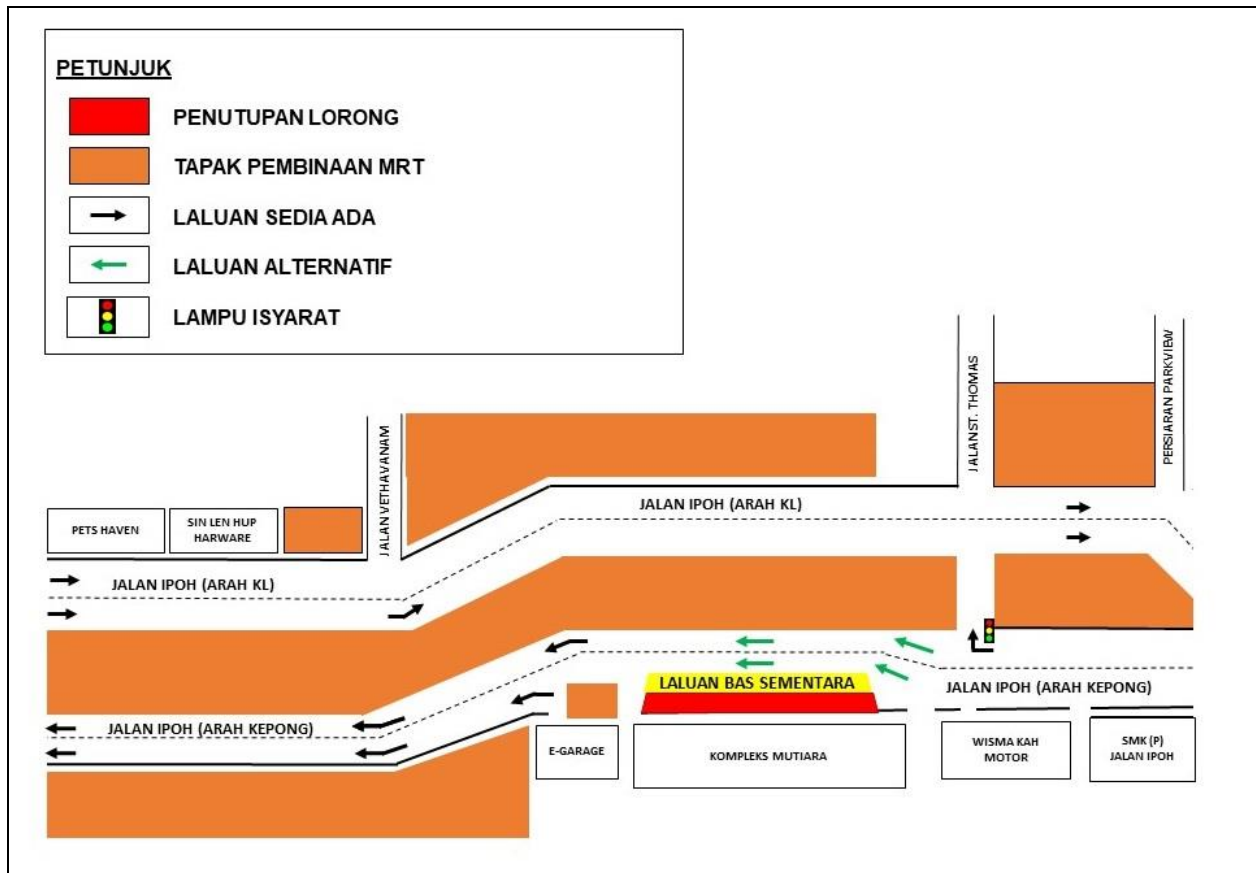 PETUNJUK
PENUTUPAN LORONG
TAPAK PEMBINAAN MRT
LALUAN SEDIA ADA
LALUAN ALTERNATIF
LAMPU ISYARAT
JALAN VETHAVANAM
JALAN ST. THOMAS
PERSIARAN PARKVIEW
JALAN IPOH (ARAH KL)
PETS HAVEN
SIN LEN HUP
HARWARE
JALAN IPOH (ARAH KL)
LALUAN BAS SEMENTARA
JALAN IPOH (ARAH KEPONG)
JALAN IPOH (ARAH KEPONG)
E-GARAGE
KOMPLEKS MUTIARA
WISMA KAH
MOTOR
SMK (P)
JALAN IPOH